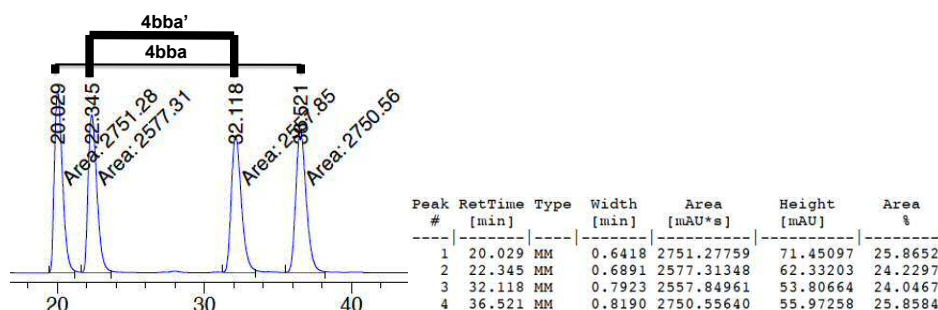 4bba’
4bba
20.029
Area: 2751.28
22.345
Area: 2577.31
32.118
Area: 2557.85
36.521
Area: 2750.56
20 30 40
Peak RetTime Type Width Area Height Area
# [min] [min] [mAU*s] [mAU] %
----|-------|----|-------|----------|----------|--------
1 20.029 MM 0.6418 2751.27759 71.45097 25.8652
2 22.345 MM 0.6891 2577.31348 62.33203 24.2297
3 32.118 MM 0.7923 2557.84961 53.80664 24.0467
4 36.521 MM 0.8190 2750.55640 55.97258 25.8584